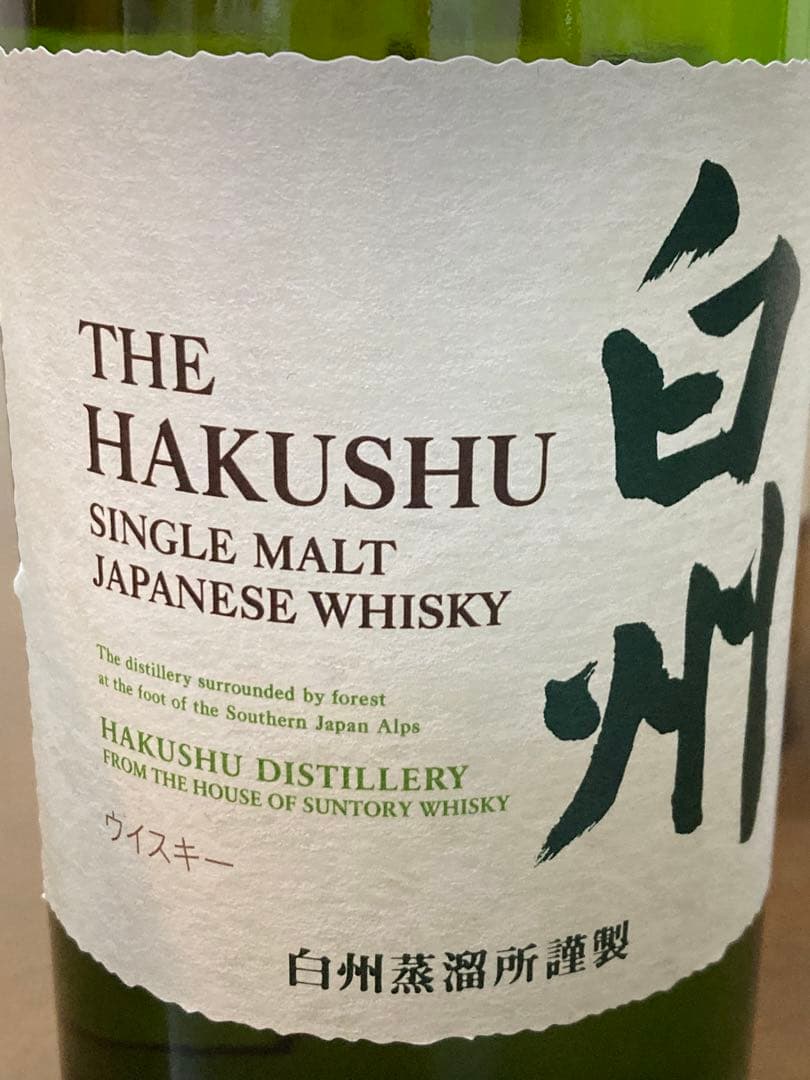 THE
HAKUSHU
SINGLE MALT
JAPANESE WHISKY
白州
The distillery surrounded by forest
at the foot of the Southern Japan Alps
HAKUSHU DISTILLERY
FROM THE HOUSE OF SUNTORY WHISKY
ウイスキー
白州蒸溜所謹製